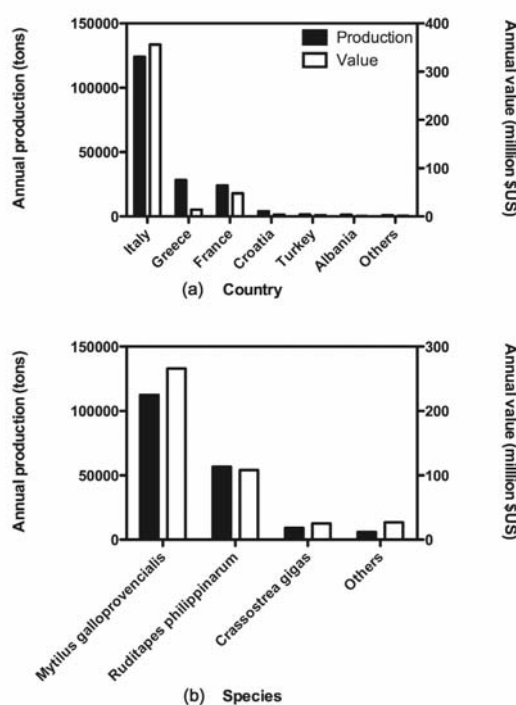 Annual production (tons)
150000
100000
50000
0
Production
Value
400
300
200
100
0
Annual value (milllion $US)
Italy
Greece
France
Croatia
Turkey
Albania
Others
(a) Country
Annual production (tons)
150000
100000
50000
0
300
200
100
0
Annual value (milllion $US)
Mytilus galloprovencialis
Ruditapes philippinarum
Crassostrea gigas
Others
(b) Species